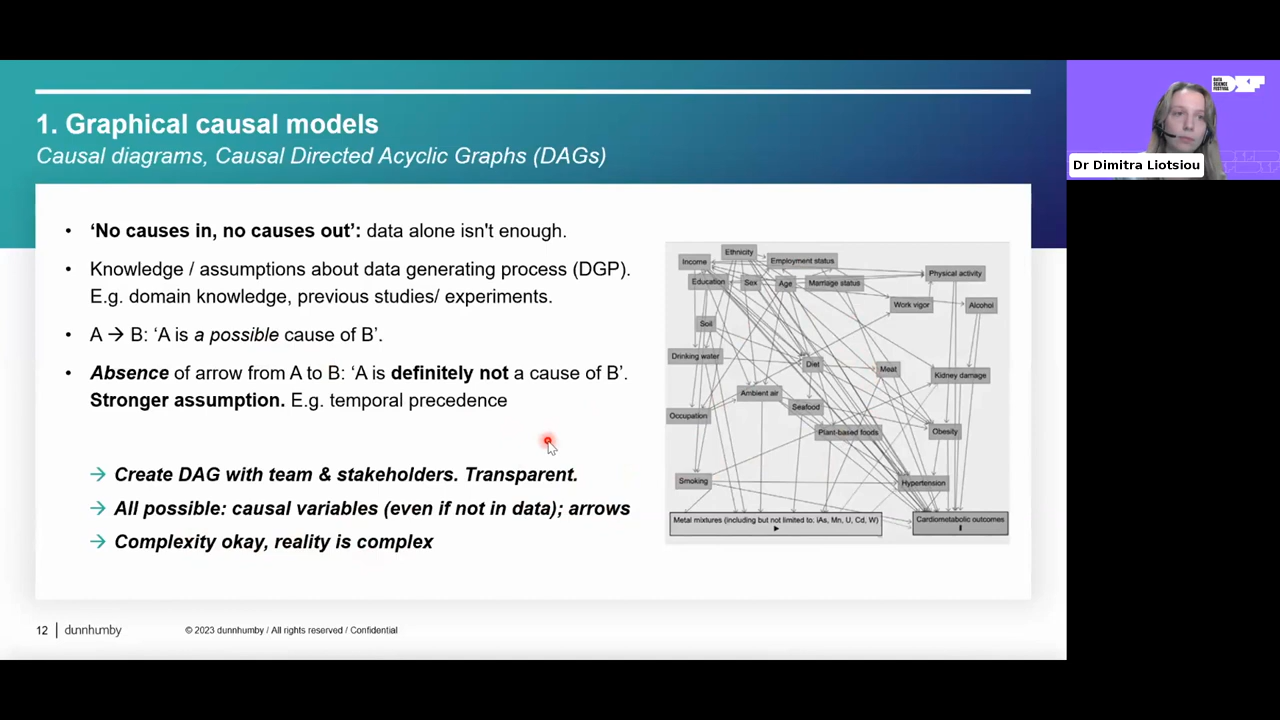 1. Graphical causal models
Causal diagrams, Causal Directed Acyclic Graphs (DAGs)
• 'No causes in, no causes out': data alone isn't enough.
• Knowledge / assumptions about data generating process (DGP).
E.g. domain knowledge, previous studies/ experiments.
• A → B: 'A is a possible cause of B'.
• Absence of arrow from A to B: 'A is definitely not a cause of B'.
Stronger assumption. E.g. temporal precedence
→ Create DAG with team & stakeholders. Transparent.
→ All possible: causal variables (even if not in data); arrows
→ Complexity okay, reality is complex
Ethnicity
Income
Employment status
Physical activity
Education
Sex
Age
Marriage status
Work vigor
Alcohol
Soil
Drinking water
Diet
Meat
Kidney damage
Ambient air
Seafood
Occupation
Plant-based foods
Obesity
Smoking
Hypertension
Metal mixtures (including but not limited to: iAs, Mn, U, Cd, W)
Cardiometabolic outcomes
12 | dunnhumby
© 2023 dunnhumby / All rights reserved / Confidential
DATA
SCIENCE
FESTIVAL
Dr Dimitra Liotsiou